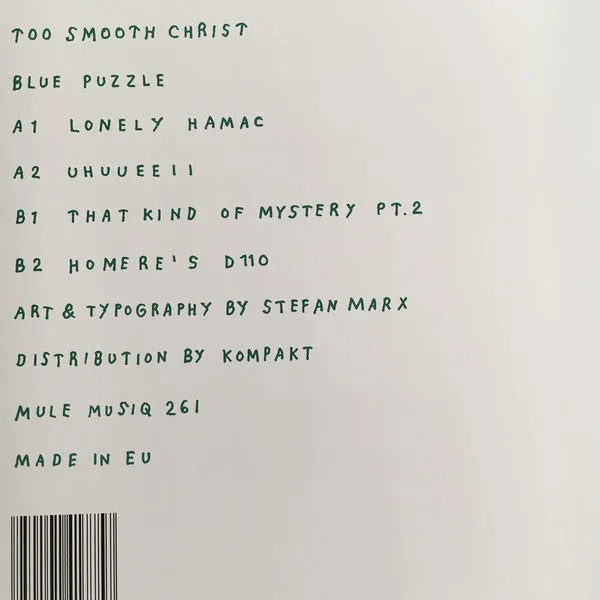 TOO SMOOTH CHRIST
BLUE PUZZLE
A1 LONELY HAMAC
A2 UHUUEEII
B1 THAT KIND OF MYSTERY PT.2
B2 HOMERE'S D110
ART & TYPOGRAPHY BY STEFAN MARX
DISTRIBUTION BY KOMPAKT
MULE MUSIQ 261
MADE IN EU